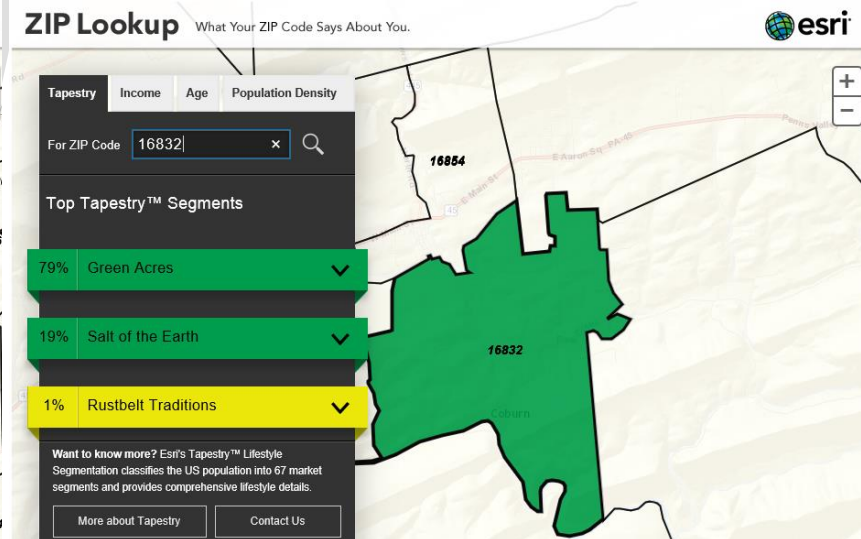 ZIP Lookup What Your ZIP Code Says About You.
esri
Tapestry Income Age Population Density
For ZIP Code 16832 ×
Top Tapestry™ Segments
79% Green Acres
19% Salt of the Earth
1% Rustbelt Traditions
Want to know more? Esri's Tapestry™ Lifestyle
Segmentation classifies the US population into 67 market
segments and provides comprehensive lifestyle details.
More about Tapestry Contact Us
+
−
16854
E Aaron Sq PA-45
E Main St
45
16832
Coburn